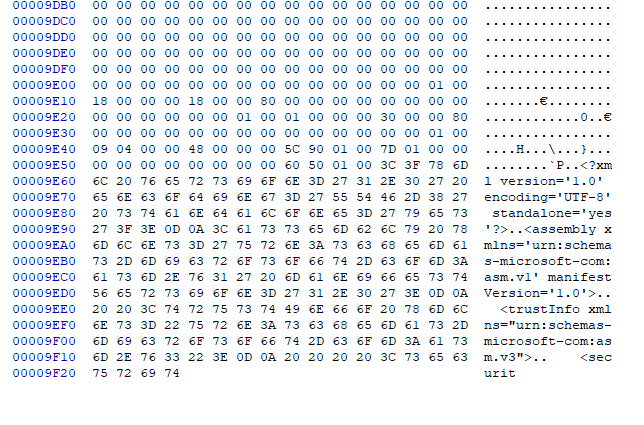 00009DB0 00 00 00 00 00 00 00 00 00 00 00 00 00 00 00 00 ................
00009DC0 00 00 00 00 00 00 00 00 00 00 00 00 00 00 00 00 ................
00009DD0 00 00 00 00 00 00 00 00 00 00 00 00 00 00 00 00 ................
00009DE0 00 00 00 00 00 00 00 00 00 00 00 00 00 00 00 00 ................
00009DF0 00 00 00 00 00 00 00 00 00 00 00 00 00 00 00 00 ................
00009E00 00 00 00 00 00 00 00 00 00 00 00 00 00 00 01 00 ................
00009E10 18 00 00 00 18 00 00 80 00 00 00 00 00 00 00 00 .......€........
00009E20 00 00 00 00 00 00 01 00 01 00 00 00 30 00 00 80 ............0..€
00009E30 00 00 00 00 00 00 00 00 00 00 00 00 00 00 01 00 ................
00009E40 09 04 00 00 48 00 00 00 5C 90 01 00 7D 01 00 00 ....H...\...}...
00009E50 00 00 00 00 00 00 00 00 60 50 01 00 3C 3F 78 6D ........`P..<?xm
00009E60 6C 20 76 65 72 73 69 6F 6E 3D 27 31 2E 30 27 20 l version='1.0'
00009E70 65 6E 63 6F 64 69 6E 67 3D 27 55 54 46 2D 38 27 encoding='UTF-8'
00009E80 20 73 74 61 6E 64 61 6C 6F 6E 65 3D 27 79 65 73 standalone='yes
00009E90 27 3F 3E 0D 0A 3C 61 73 73 65 6D 62 6C 79 20 78 '?>..<assembly x
00009EA0 6D 6C 6E 73 3D 27 75 72 6E 3A 73 63 68 65 6D 61 mlns='urn:schema
00009EB0 73 2D 6D 69 63 72 6F 73 6F 66 74 2D 63 6F 6D 3A s-microsoft-com:
00009EC0 61 73 6D 2E 76 31 27 20 6D 61 6E 69 66 65 73 74 asm.v1' manifest
00009ED0 56 65 72 73 69 6F 6E 3D 27 31 2E 30 27 3E 0D 0A Version='1.0'>..
00009EE0 20 20 3C 74 72 75 73 74 49 6E 66 6F 20 78 6D 6C <trustInfo xml
00009EF0 6E 73 3D 22 75 72 6E 3A 73 63 68 65 6D 61 73 2D ns="urn:schemas-
00009F00 6D 69 63 72 6F 73 6F 66 74 2D 63 6F 6D 3A 61 73 microsoft-com:as
00009F10 6D 2E 76 33 22 3E 0D 0A 20 20 20 20 3C 73 65 63 m.v3">..    <sec
00009F20 75 72 69 74 urit